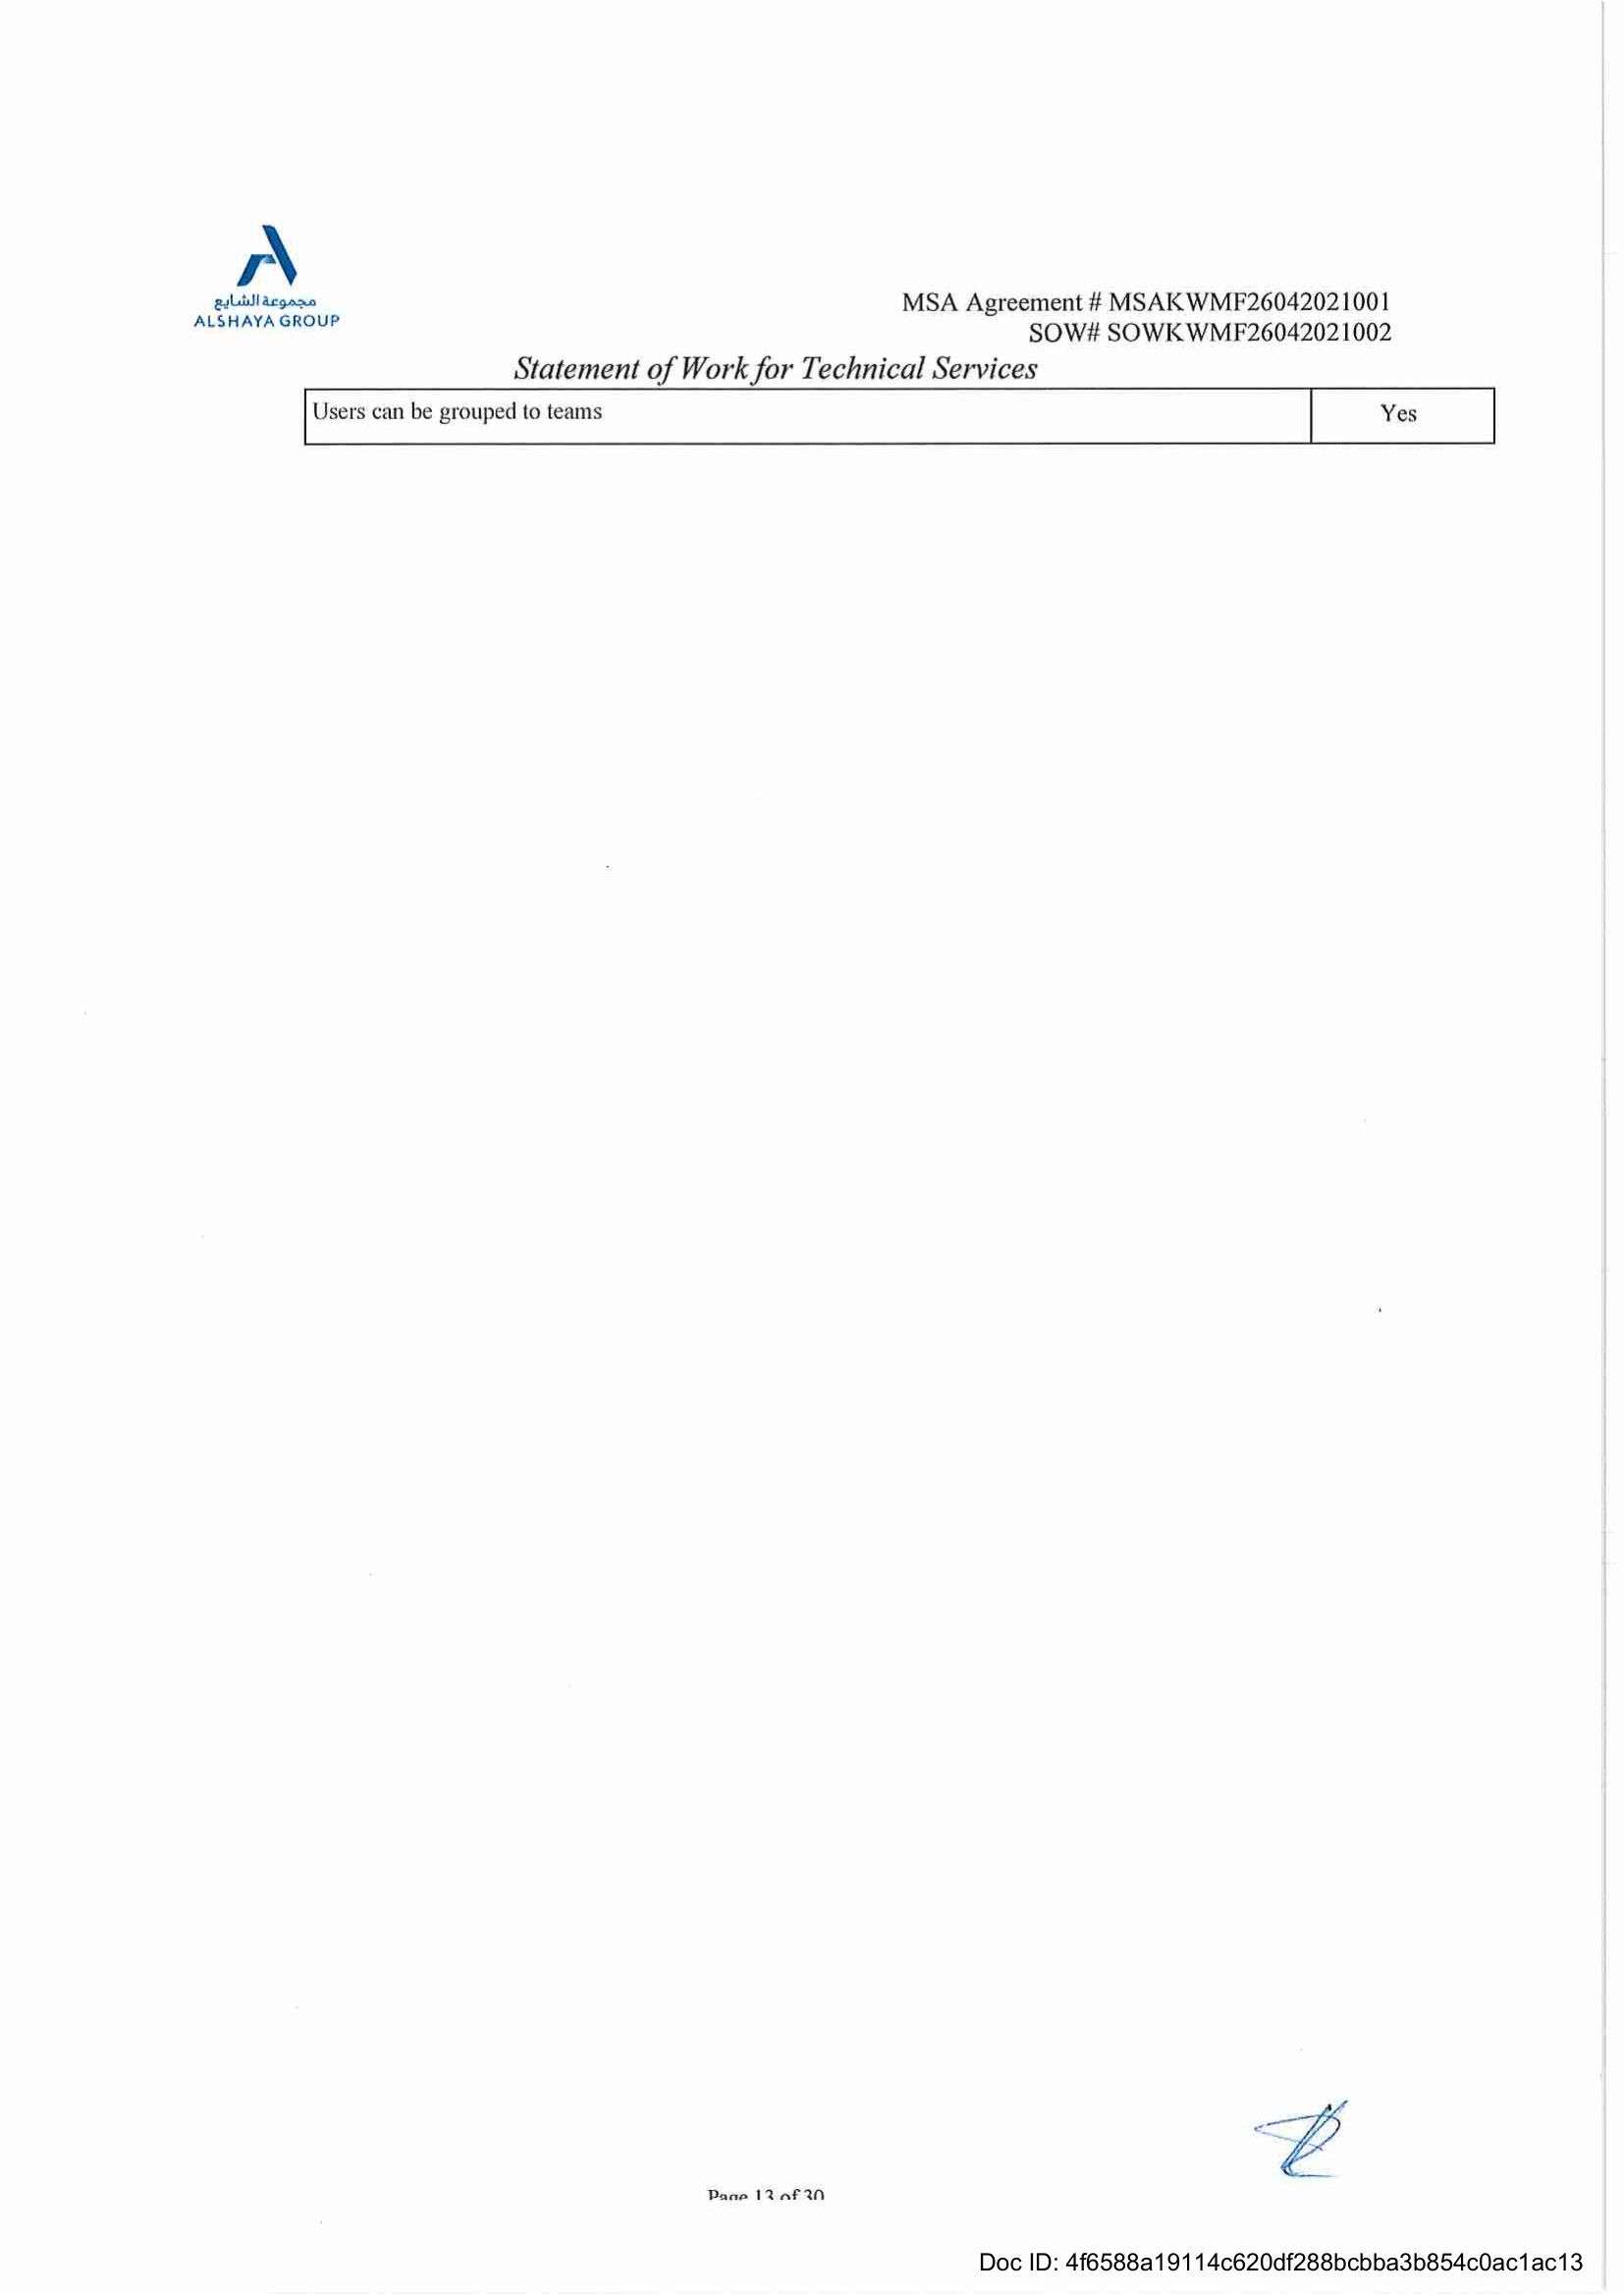 مجموعة الشايع
ALSHAYA GROUP
MSA Agreement # MSAKWMF26042021001
SOW# SOWKWMF26042021002
Statement of Work for Technical Services
Users can be grouped to teams Yes
Page 13 of 30
Doc ID: 4f6588a19114c620df288bcbba3b854c0ac1ac13